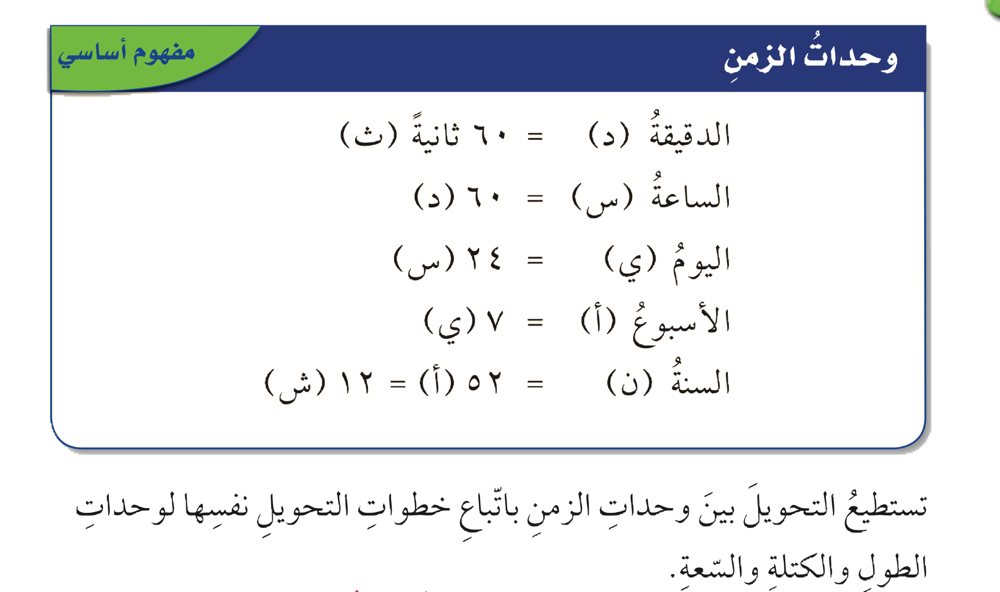 وحداتُ الزمنِ
مفهوم أساسي
الدقيقةُ (د) = ٦٠ ثانيةً (ث)
الساعةُ (س) = ٦٠ (د)
اليومُ (ي) = ٢٤ (س)
الأسبوعُ (أ) = ٧ (ي)
السنةُ (ن) = ٥٢ (أ) = ١٢ (ش)
تستطيعُ التحويلَ بينَ وحداتِ الزمنِ باتّباعِ خطواتِ التحويلِ نفسِها لوحداتِ
الطولِ والكتلةِ والسّعةِ.